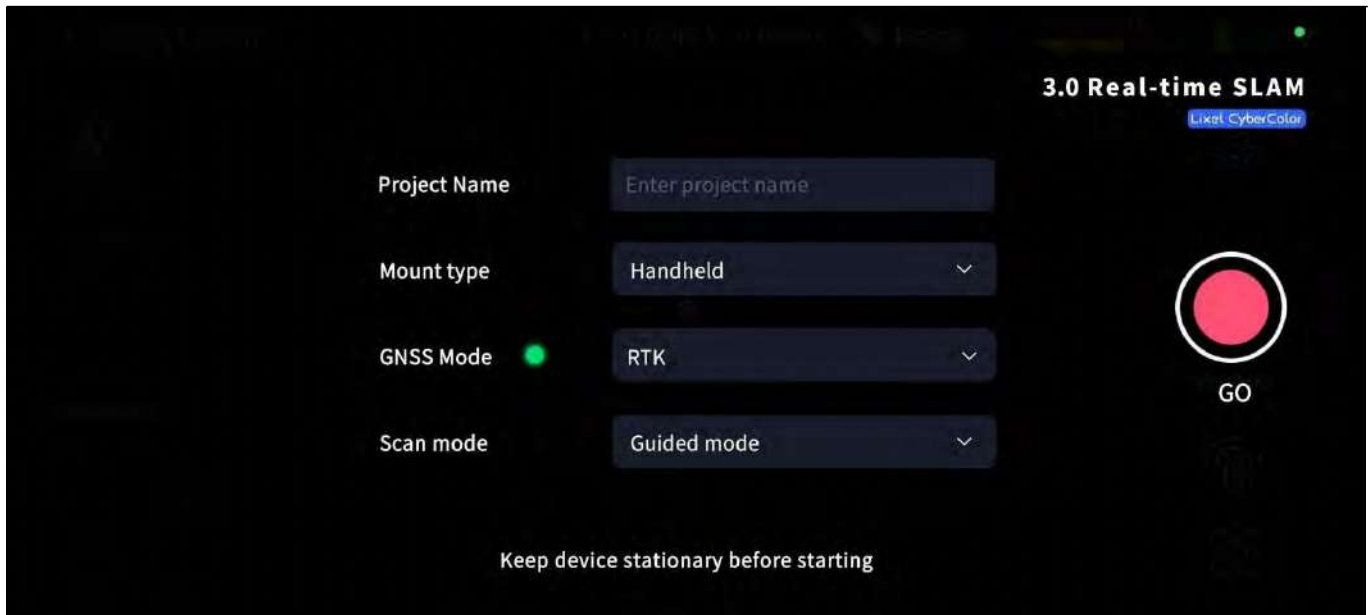 3.0 Real-time SLAM
Lixel CyberColor
Project Name
Enter project name
Mount type
Handheld
GNSS Mode
RTK
GO
Scan mode
Guided mode
Keep device stationary before starting